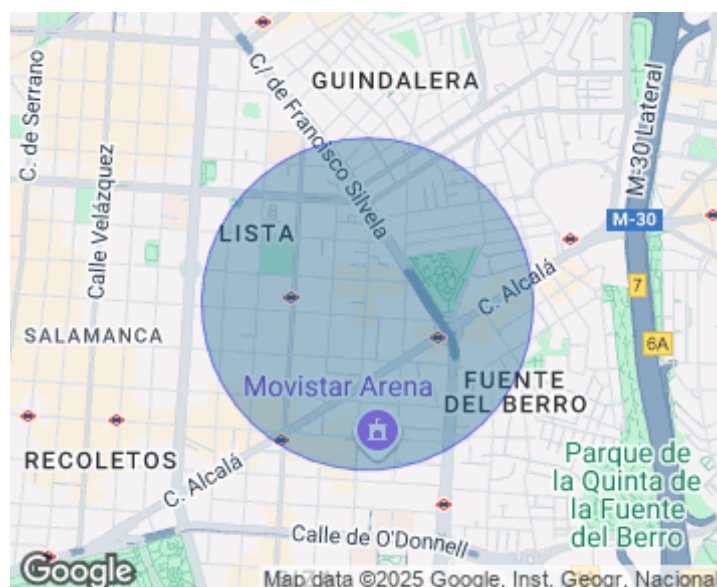 C. de Serrano
Calle Velázquez
C/ de Francisco Silvela
GUINDALERA
M-30 Lateral
LISTA
M-30
C. Alcalá
7
6A
SALAMANCA
Movistar Arena
FUENTE
DEL BERRO
RECOLETOS
C. Alcalá
Parque de
la Quinta de
la Fuente
del Berro
Calle de O'Donnell
Google
Map data ©2025 Google, Inst. Geogr. Naciona